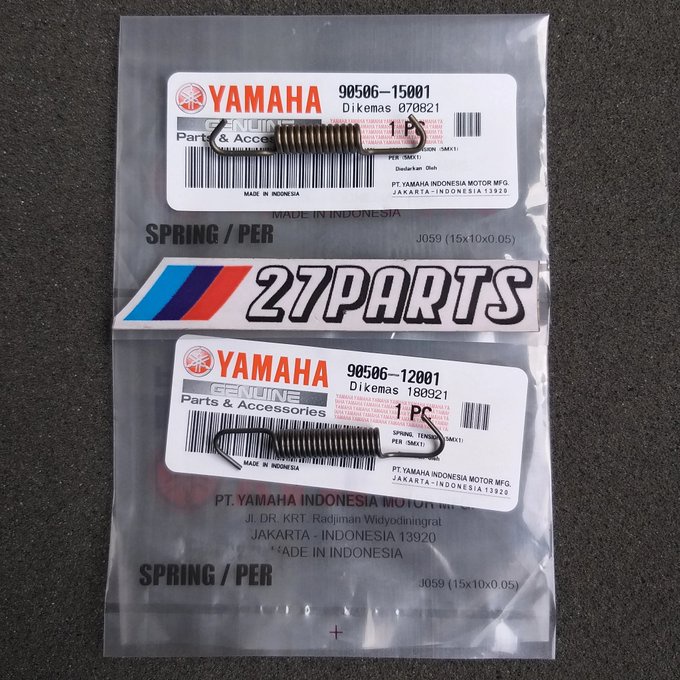 YAMAHA
GENUINE
Parts & Access
90506-15001
Dikemas 070821
1 PC
PER (5MX1)
Diedarkan Oleh
PT. YAMAHA INDONESIA MOTOR MFG.
JAKARTA-INDONESIA 13920
MADE IN INDONESIA
MADE IN INDONESIA
SPRING / PER
J059 (15x10x0.05)
27PARTS
YAMAHA
GENUINE
Parts & Accessories
90506-12001
Dikemas 180921
1 PC
SPRING, TENSION (5MX1)
PER (5MX1)
Oleh
PT. YAMAHA INDONESIA MOTOR MFG.
JAKARTA-INDONESIA 13920
MADE IN INDONESIA
PT. YAMAHA INDONESIA MOTOR MFG.
JL. DR. KRT. Radjiman Widyodiningrat
JAKARTA - INDONESIA 13920
MADE IN INDONESIA
SPRING / PER
J059 (15x10x0.05)